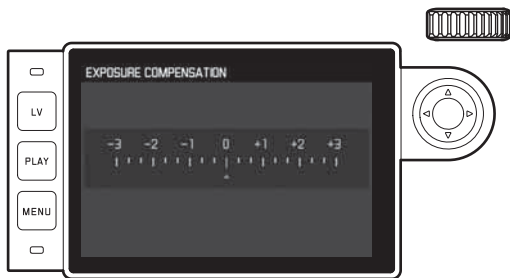 EXPOSURE COMPENSATION
LV
-3 -2 -1 0 +1 +2 +3
PLAY
MENU